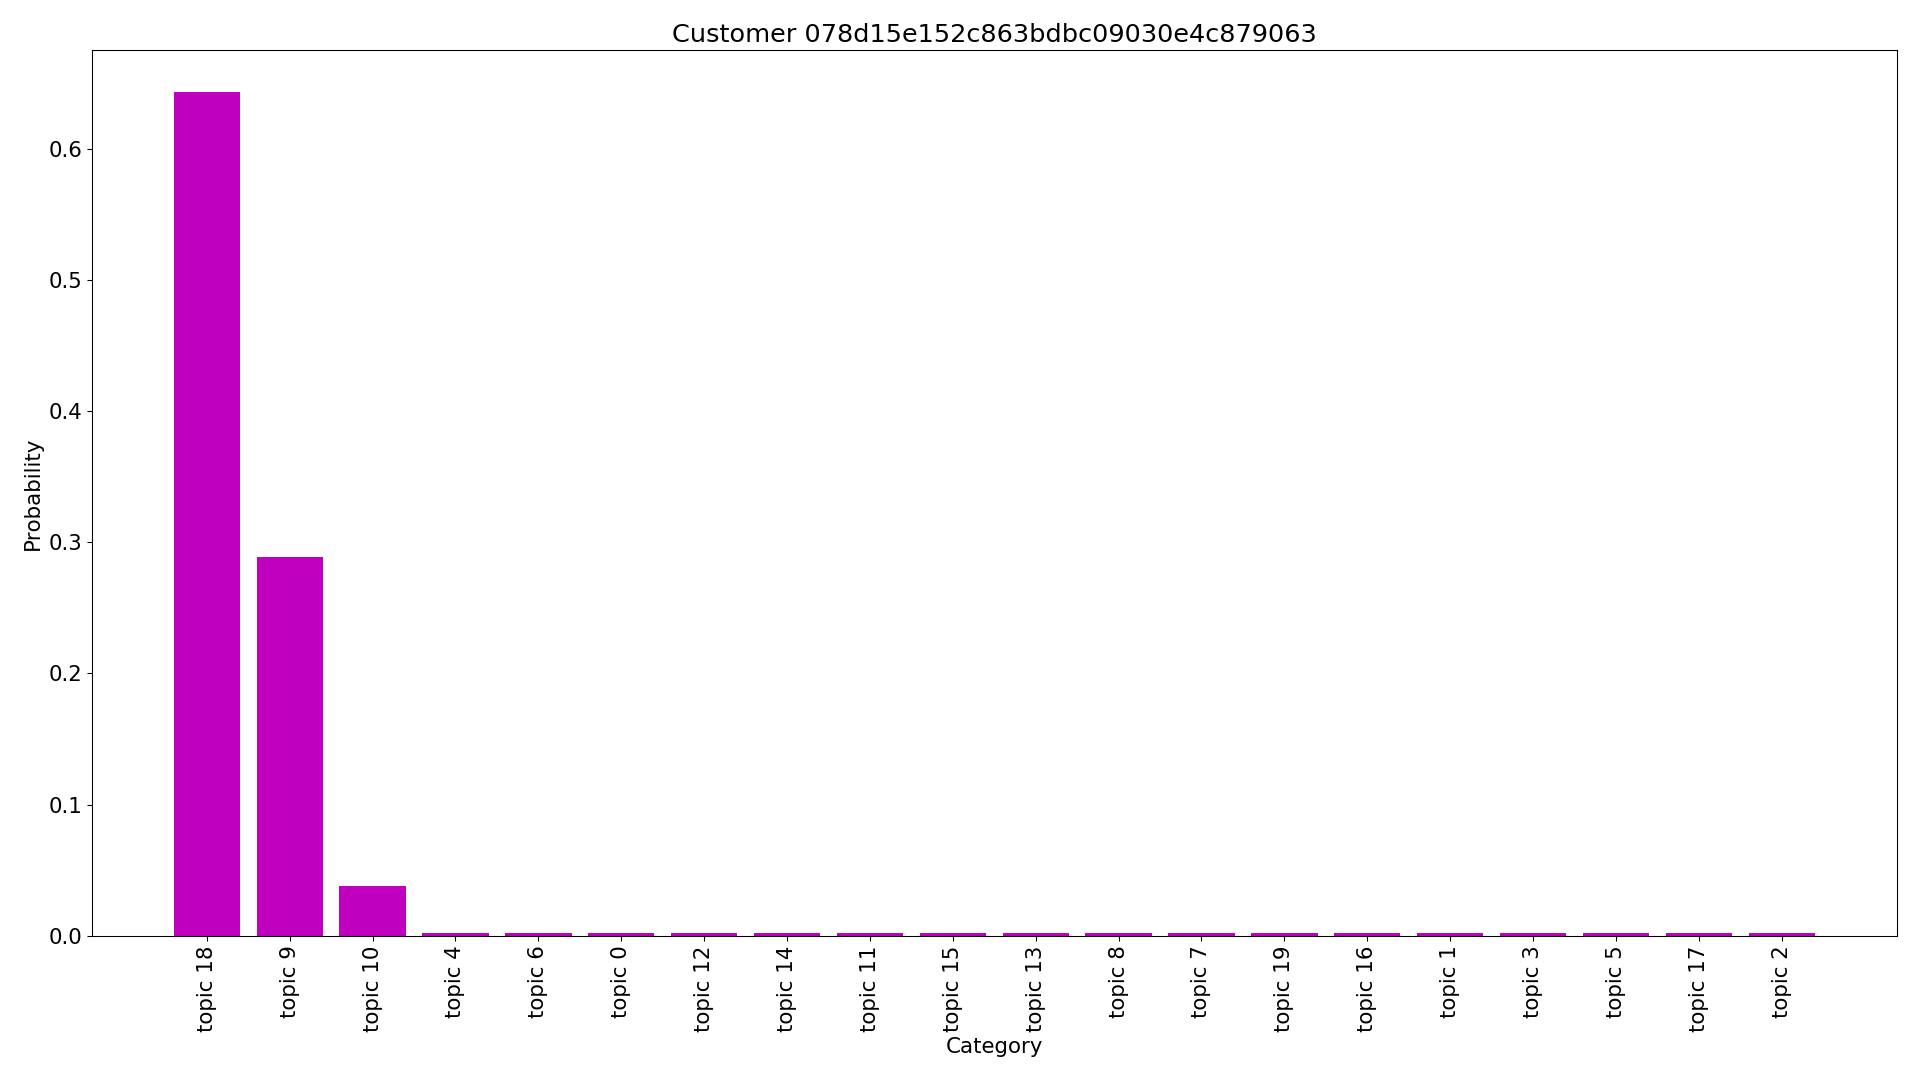 Customer 078d15e152c863bdbc09030e4c879063
Probability
0.6
0.5
0.4
0.3
0.2
0.1
0.0
topic 18
topic 9
topic 10
topic 4
topic 6
topic 0
topic 12
topic 14
topic 11
topic 15
topic 13
topic 8
topic 7
topic 19
topic 16
topic 1
topic 3
topic 5
topic 17
topic 2
Category